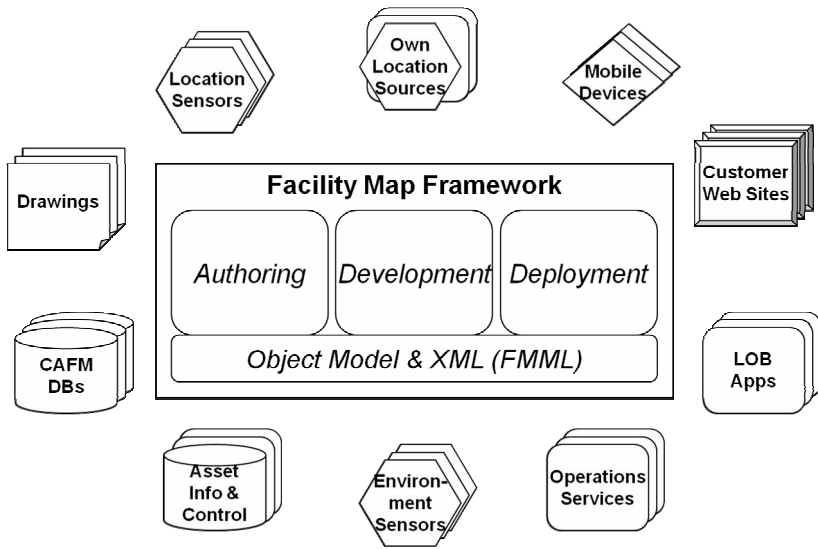 Own
Location
Sources
Location
Sensors
Mobile
Devices
Customer
Web Sites
Drawings
Facility Map Framework
Authoring
Development
Deployment
Object Model & XML (FMML)
CAFM
DBs
LOB
Apps
Asset
Info &
Control
Environ-
ment
Sensors
Operations
Services